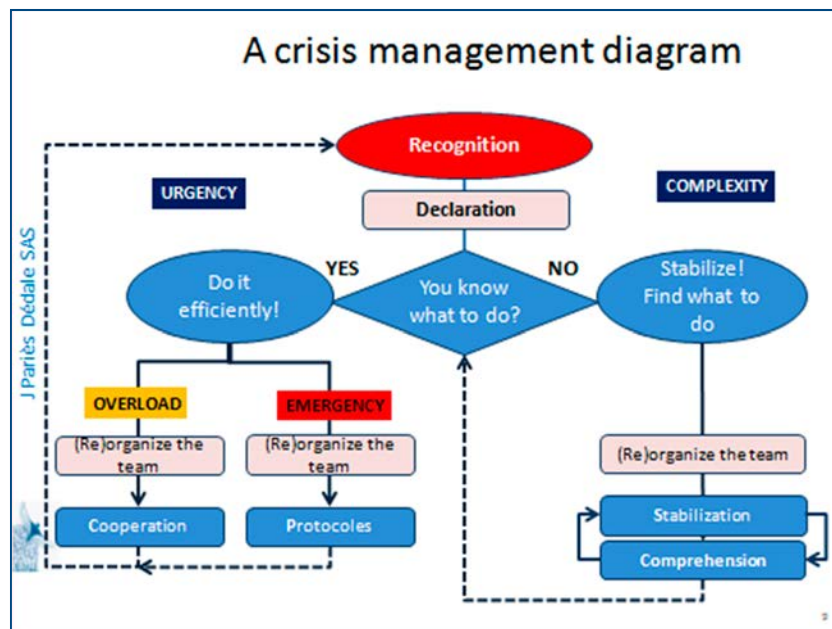 A crisis management diagram
Recognition
URGENCY
COMPLEXITY
Declaration
YES
NO
Do it
efficiently!
You know
what to do?
Stabilize!
Find what to
do
J Pariès Dédale SAS
OVERLOAD
EMERGENCY
(Re)organize the
team
(Re)organize the
team
(Re)organize the team
Cooperation
Protocoles
Stabilization
Comprehension